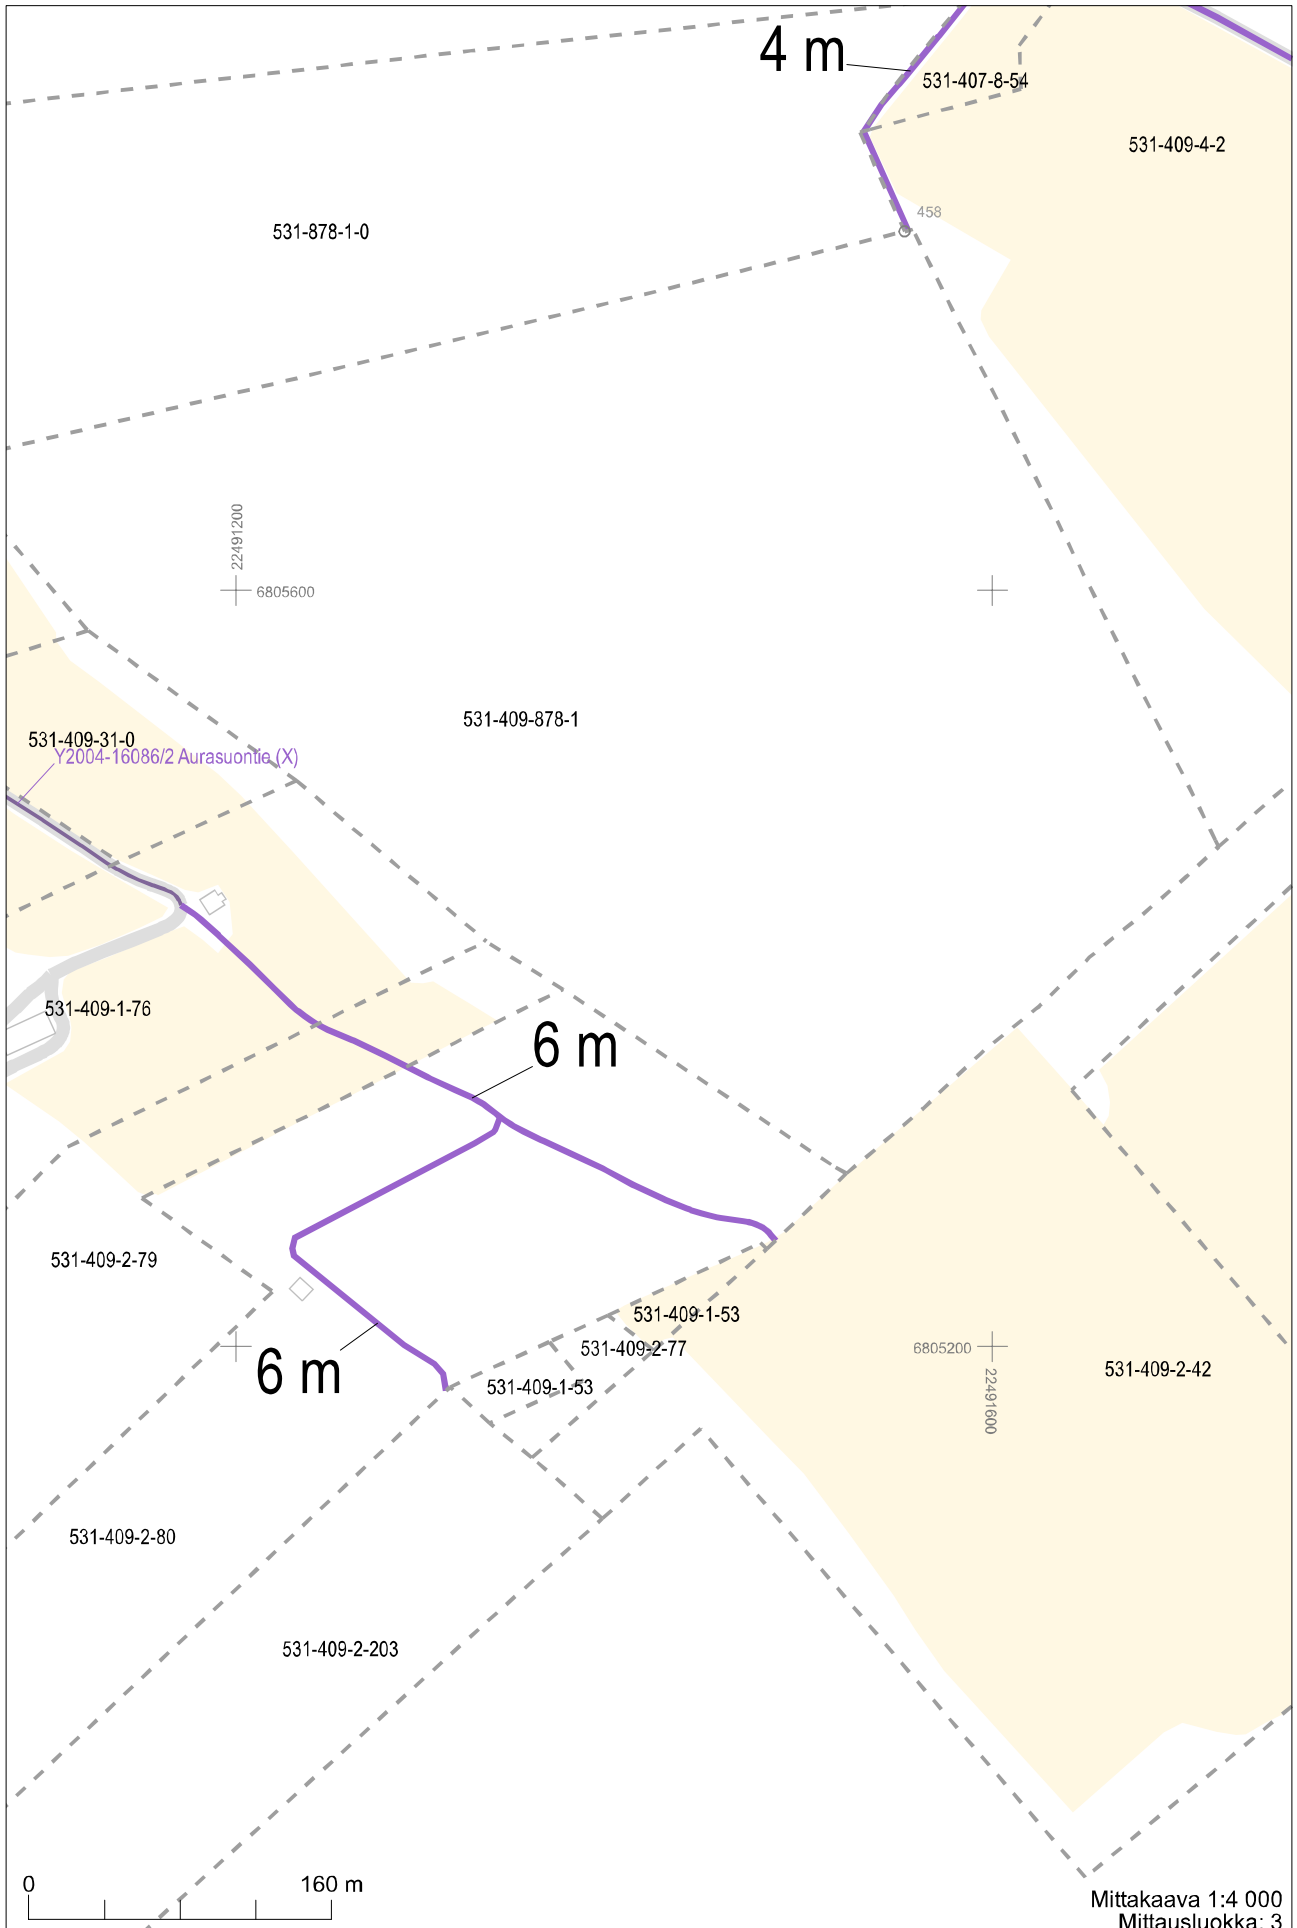 4 m
531-407-8-54
531-409-4-2
458
531-878-1-0
22491200
6805600
531-409-878-1
531-409-31-0
Y2004-16086/2 Aurasuontie (X)
531-409-1-76
6 m
531-409-2-79
531-409-1-53
531-409-2-77
6805200
531-409-2-42
6 m
531-409-1-53
22491600
531-409-2-80
531-409-2-203
0 160 m
Mittakaava 1:4 000
Mittausluokka: 3